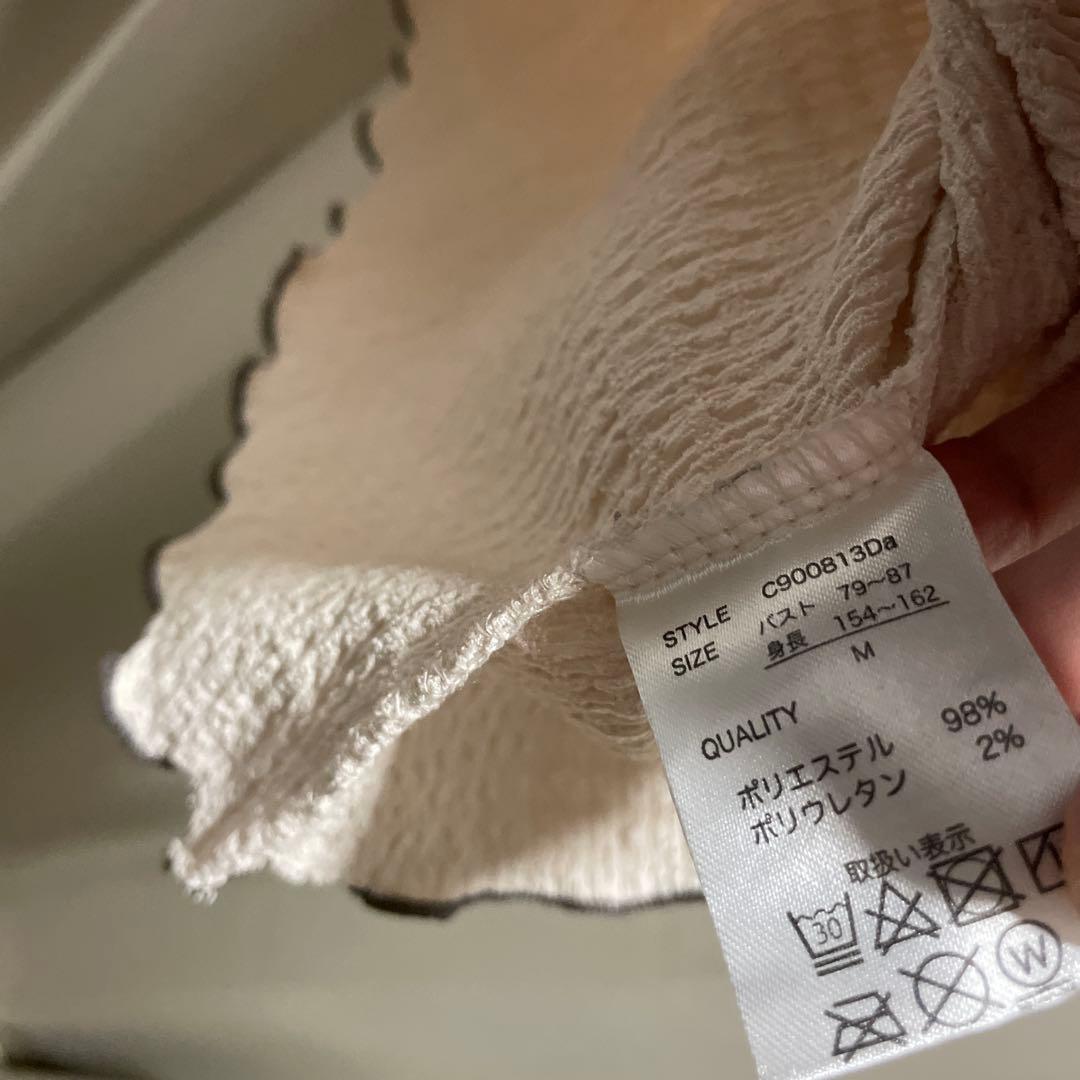 STYLE C900813Da
SIZE バスト 79～87
身長 154～162
M
QUALITY
ポリエステル 98%
ポリウレタン 2%
取扱い表示
30
W